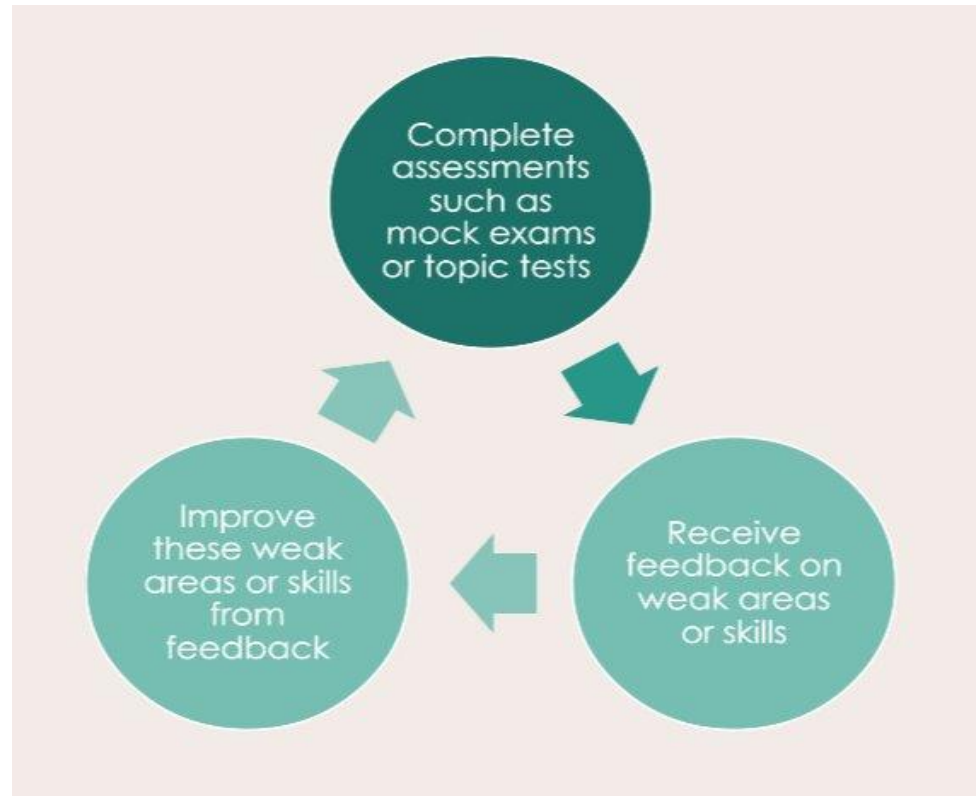 Complete
assessments
such as
mock exams
or topic tests
Receive
feedback on
weak areas
or skills
Improve
these weak
areas or skills
from
feedback